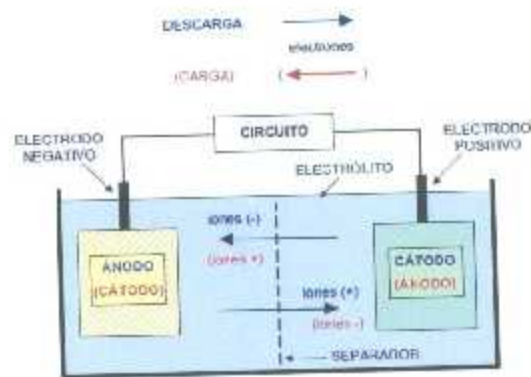 DESCARGA
electrones
(CARGA) ( )
CIRCUITO
ELECTRODO
NEGATIVO
ELECTRODO
POSITIVO
ELECTRÓLITO
iones (-)
(iones +)
ÁNODO
(CÁTODO)
CÁTODO
(ÁNODO)
iones (+)
(iones -)
SEPARADOR